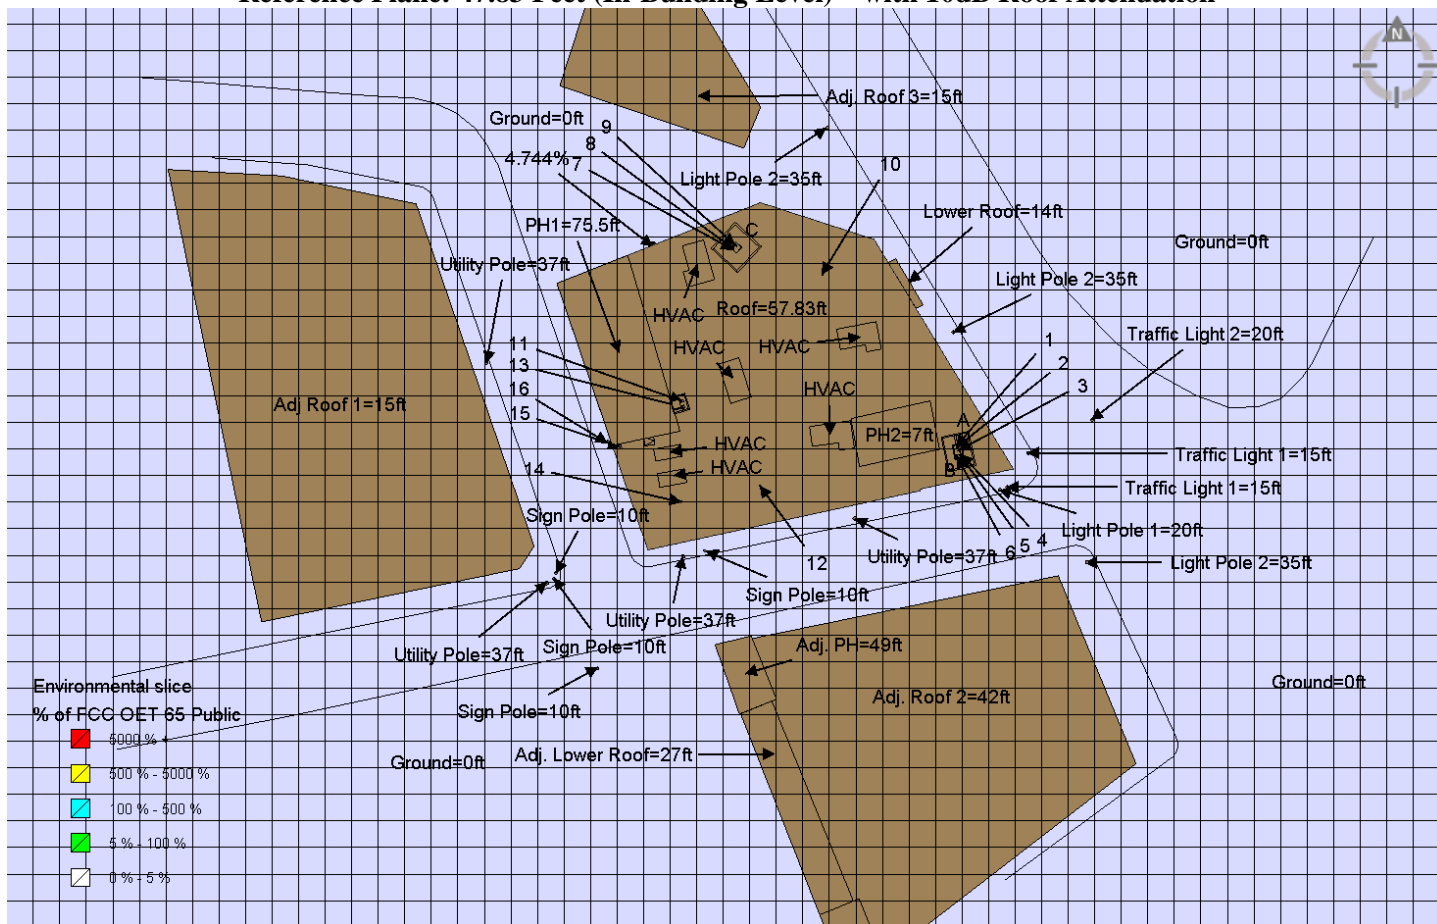 Reference Plane: 47.83 Feet (In-Building Level) – with 10dB Roof Attenuation
N
Adj. Roof 3=15ft
Ground=0ft
9
8
4.744%
7
10
Light Pole 2=35ft
Lower Roof=14ft
PH1=75.5ft
C
Ground=0ft
Utility Pole=37ft
Light Pole 2=35ft
HVAC
Roof=57.83ft
Traffic Light 2=20ft
11
HVAC
HVAC
1
13
2
16
HVAC
3
Adj Roof 1=15ft
15
A
PH2=7ft
HVAC
Traffic Light 1=15ft
14
HVAC
B
Traffic Light 1=15ft
Sign Pole=10ft
Light Pole 1=20ft
12
Utility Pole=37ft
6
5
4
Light Pole 2=35ft
Sign Pole=10ft
Utility Pole=37ft
Utility Pole=37ft
Sign Pole=10ft
Adj. PH=49ft
Ground=0ft
Environmental slice
Adj. Roof 2=42ft
% of FCC OET 65 Public
Sign Pole=10ft
5000 % +
Adj. Lower Roof=27ft
Ground=0ft
500 % - 5000 %
100 % - 500 %
5 % - 100 %
0 % - 5 %